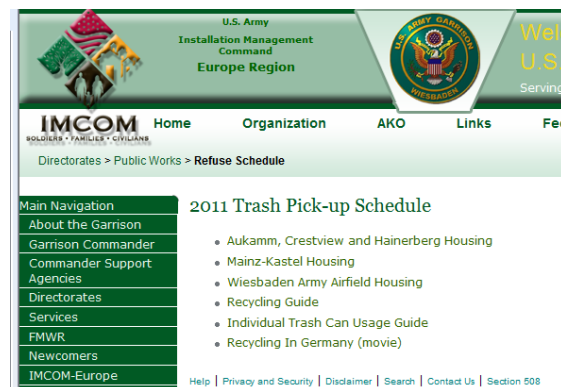 U.S. Army
Installation Management
Command
Europe Region
U.S. ARMY GARRISON
WIESBADEN
Wel
U.S.
Serving
IMCOM
SOLDIERS • FAMILIES • CIVILIANS
Home Organization AKO Links Fe
Directorates > Public Works > Refuse Schedule
Main Navigation
About the Garrison
Garrison Commander
Commander Support
Agencies
Directorates
Services
FMWR
Newcomers
IMCOM-Europe
2011 Trash Pick-up Schedule
Aukamm, Crestview and Hainerberg Housing
Mainz-Kastel Housing
Wiesbaden Army Airfield Housing
Recycling Guide
Individual Trash Can Usage Guide
Recycling In Germany (movie)
Help | Privacy and Security | Disclaimer | Search | Contact Us | Section 508